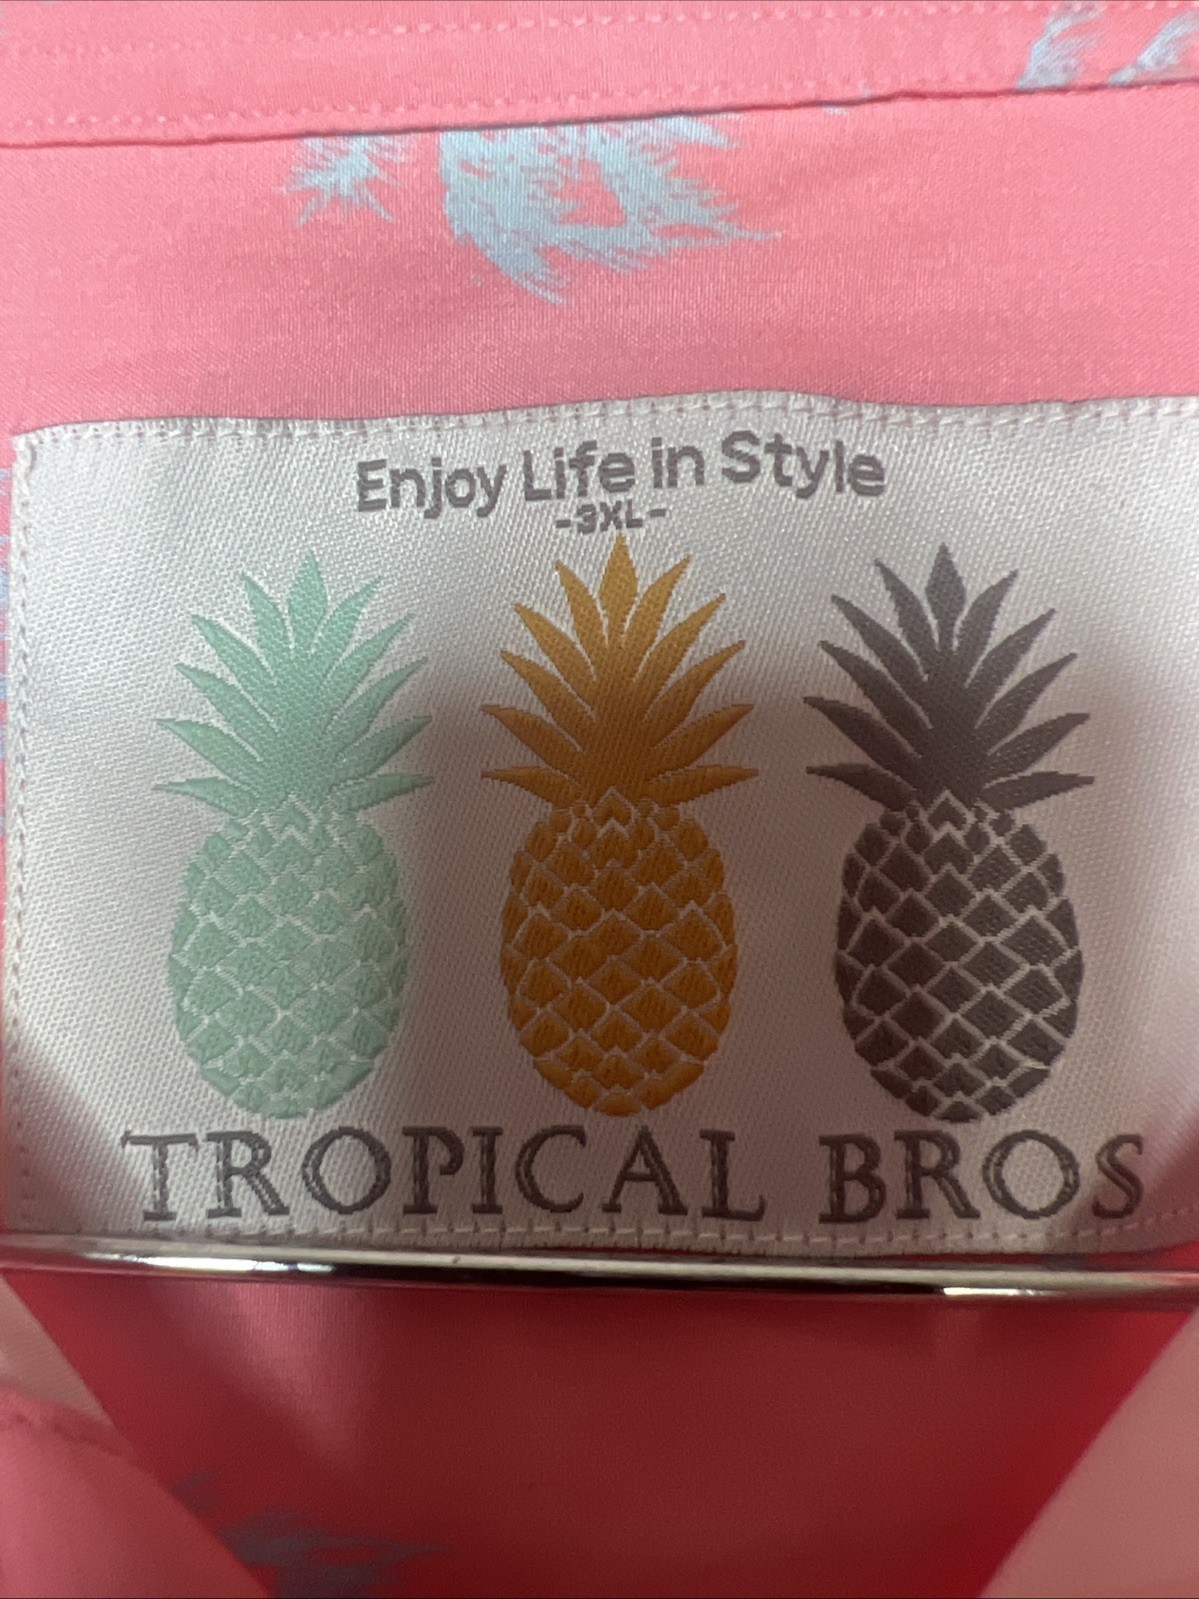 Enjoy Life in Style
-3XL-
TROPICAL BROS